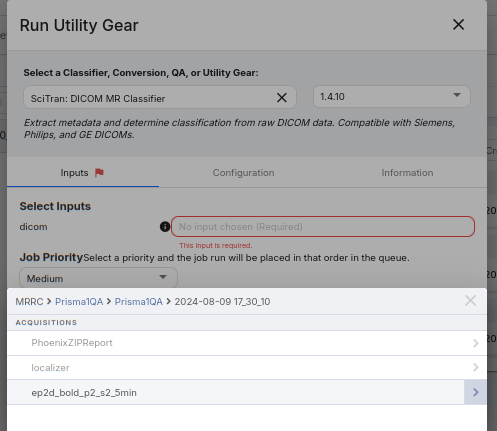 Run Utility Gear
Select a Classifier, Conversion, QA, or Utility Gear:
SciTran: DICOM MR Classifier
1.4.10
Extract metadata and determine classification from raw DICOM data. Compatible with Siemens,
Philips, and GE DICOMs.
Inputs
Configuration
Information
Select Inputs
dicom
No input chosen (Required)
This input is required.
Job Priority Select a priority and the job run will be placed in that order in the queue.
Medium
MRRC > Prisma1QA > Prisma1QA > 2024-08-09 17_30_10
ACQUISITIONS
PhoenixZIPReport
localizer
ep2d_bold_p2_s2_5min